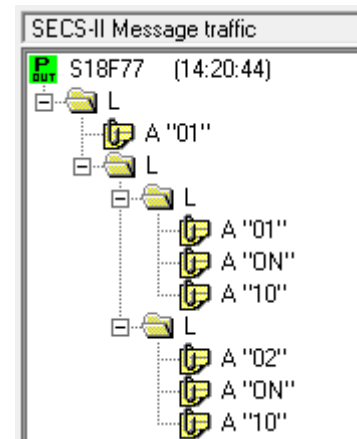 SECS-II Message traffic
P OUT S18F77 (14:20:44)
L
A "01"
L
L
A "01"
A "ON"
A "10"
L
A "02"
A "ON"
A "10"